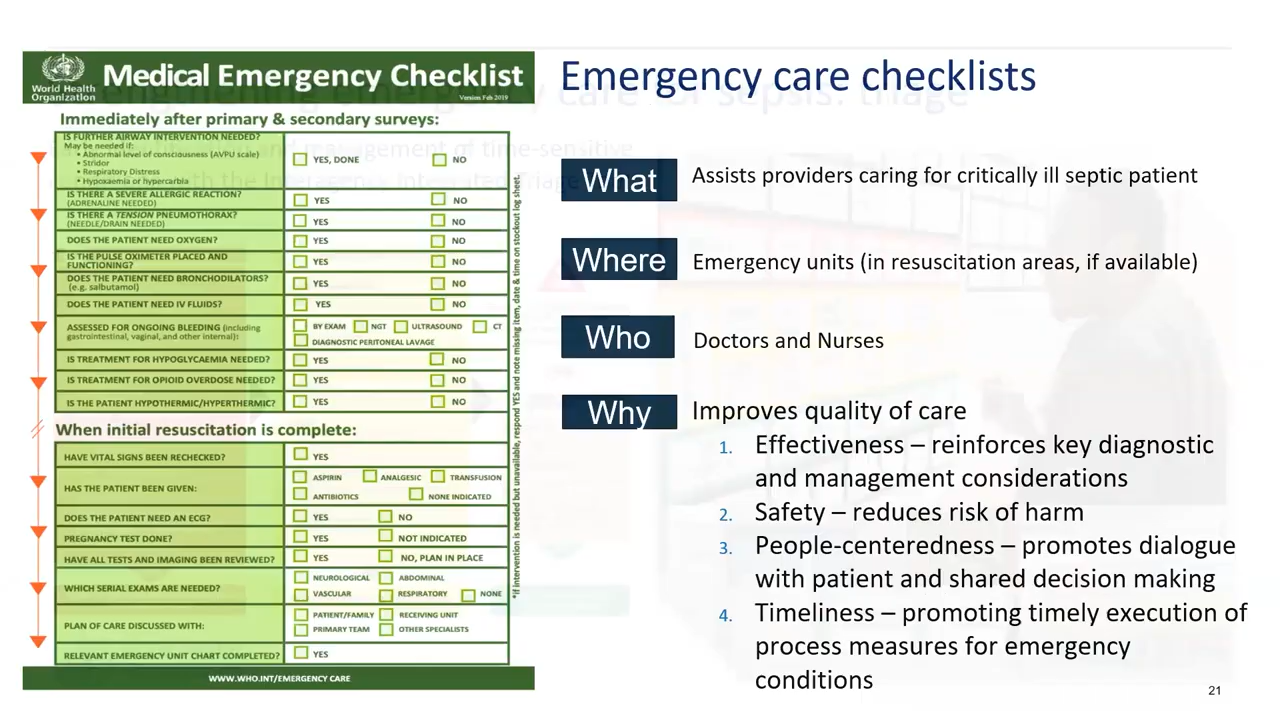 World Health
Organization
Medical Emergency Checklist
Version Feb 2019
Immediately after primary & secondary surveys:
IS FURTHER AIRWAY INTERVENTION NEEDED?
May be needed if:
• Abnormal level of consciousness (AVPU scale)
• Stridor
• Respiratory Distress
• Hypoxaemia or hypercarbia
YES, DONE NO
IS THERE A SEVERE ALLERGIC REACTION?
(ADRENALINE NEEDED)
YES NO
IS THERE A TENSION PNEUMOTHORAX?
(NEEDLE/DRAIN NEEDED)
YES NO
DOES THE PATIENT NEED OXYGEN? YES NO
IS THE PULSE OXIMETER PLACED AND
FUNCTIONING?
YES NO
DOES THE PATIENT NEED BRONCHODILATORS?
(e.g. salbutamol)
YES NO
DOES THE PATIENT NEED IV FLUIDS? YES NO
ASSESSED FOR ONGOING BLEEDING (including
gastrointestinal, vaginal, and other internal):
BY EXAM NGT ULTRASOUND CT
DIAGNOSTIC PERITONEAL LAVAGE
IS TREATMENT FOR HYPOGLYCAEMIA NEEDED? YES NO
IS TREATMENT FOR OPIOID OVERDOSE NEEDED? YES NO
IS THE PATIENT HYPOTHERMIC/HYPERTHERMIC? YES NO
When initial resuscitation is complete:
HAVE VITAL SIGNS BEEN RECHECKED? YES
HAS THE PATIENT BEEN GIVEN:
ASPIRIN ANALGESIC TRANSFUSION
ANTIBIOTICS NONE INDICATED
DOES THE PATIENT NEED AN ECG? YES NO
PREGNANCY TEST DONE? YES NOT INDICATED
HAVE ALL TESTS AND IMAGING BEEN REVIEWED? YES NO, PLAN IN PLACE
WHICH SERIAL EXAMS ARE NEEDED?
NEUROLOGICAL ABDOMINAL
VASCULAR RESPIRATORY NONE
PLAN OF CARE DISCUSSED WITH:
PATIENT/FAMILY RECEIVING UNIT
PRIMARY TEAM OTHER SPECIALISTS
RELEVANT EMERGENCY UNIT CHART COMPLETED? YES
*If intervention is needed but unavailable, respond YES and note missing item, date & time on stockout log sheet.
WWW.WHO.INT/EMERGENCY CARE
Emergency care checklists
What
Assists providers caring for critically ill septic patient
Where
Emergency units (in resuscitation areas, if available)
Who
Doctors and Nurses
Why
Improves quality of care
1. Effectiveness – reinforces key diagnostic
and management considerations
2. Safety – reduces risk of harm
3. People-centeredness – promotes dialogue
with patient and shared decision making
4. Timeliness – promoting timely execution of
process measures for emergency
conditions
21